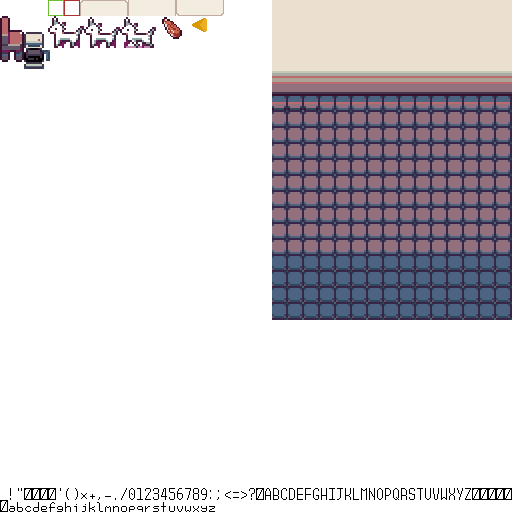 !"'()×+,-./0123456789:;<=>?ABCDEFGHIJKLMNOPQRSTUVWXYZ
abcdefghijklmnopqrstuvwxyz